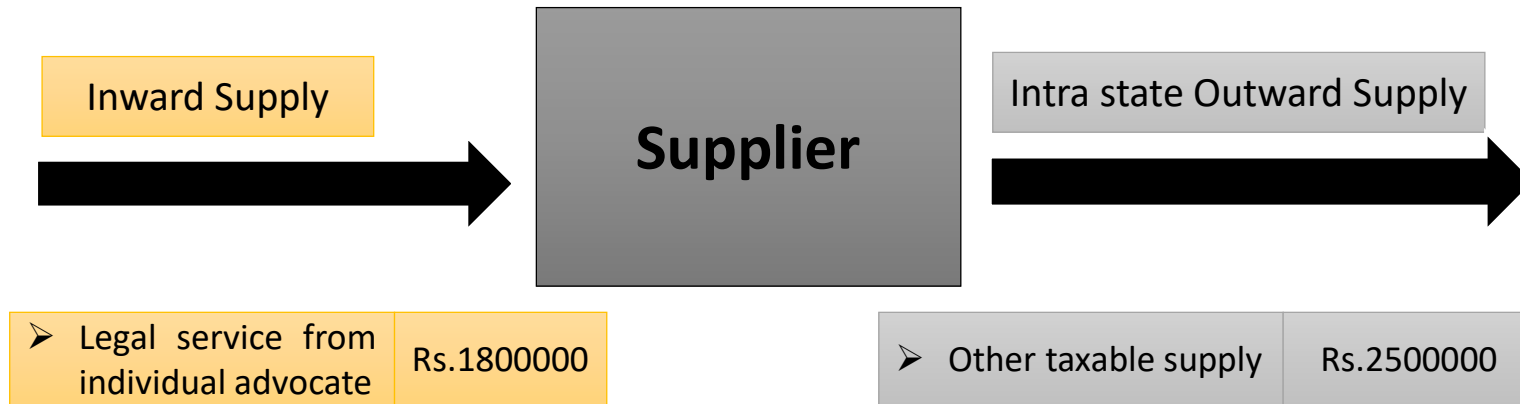 Inward Supply
Supplier
Intra state Outward Supply
➢ Legal service from
individual advocate
Rs.1800000
➢ Other taxable supply
Rs.2500000